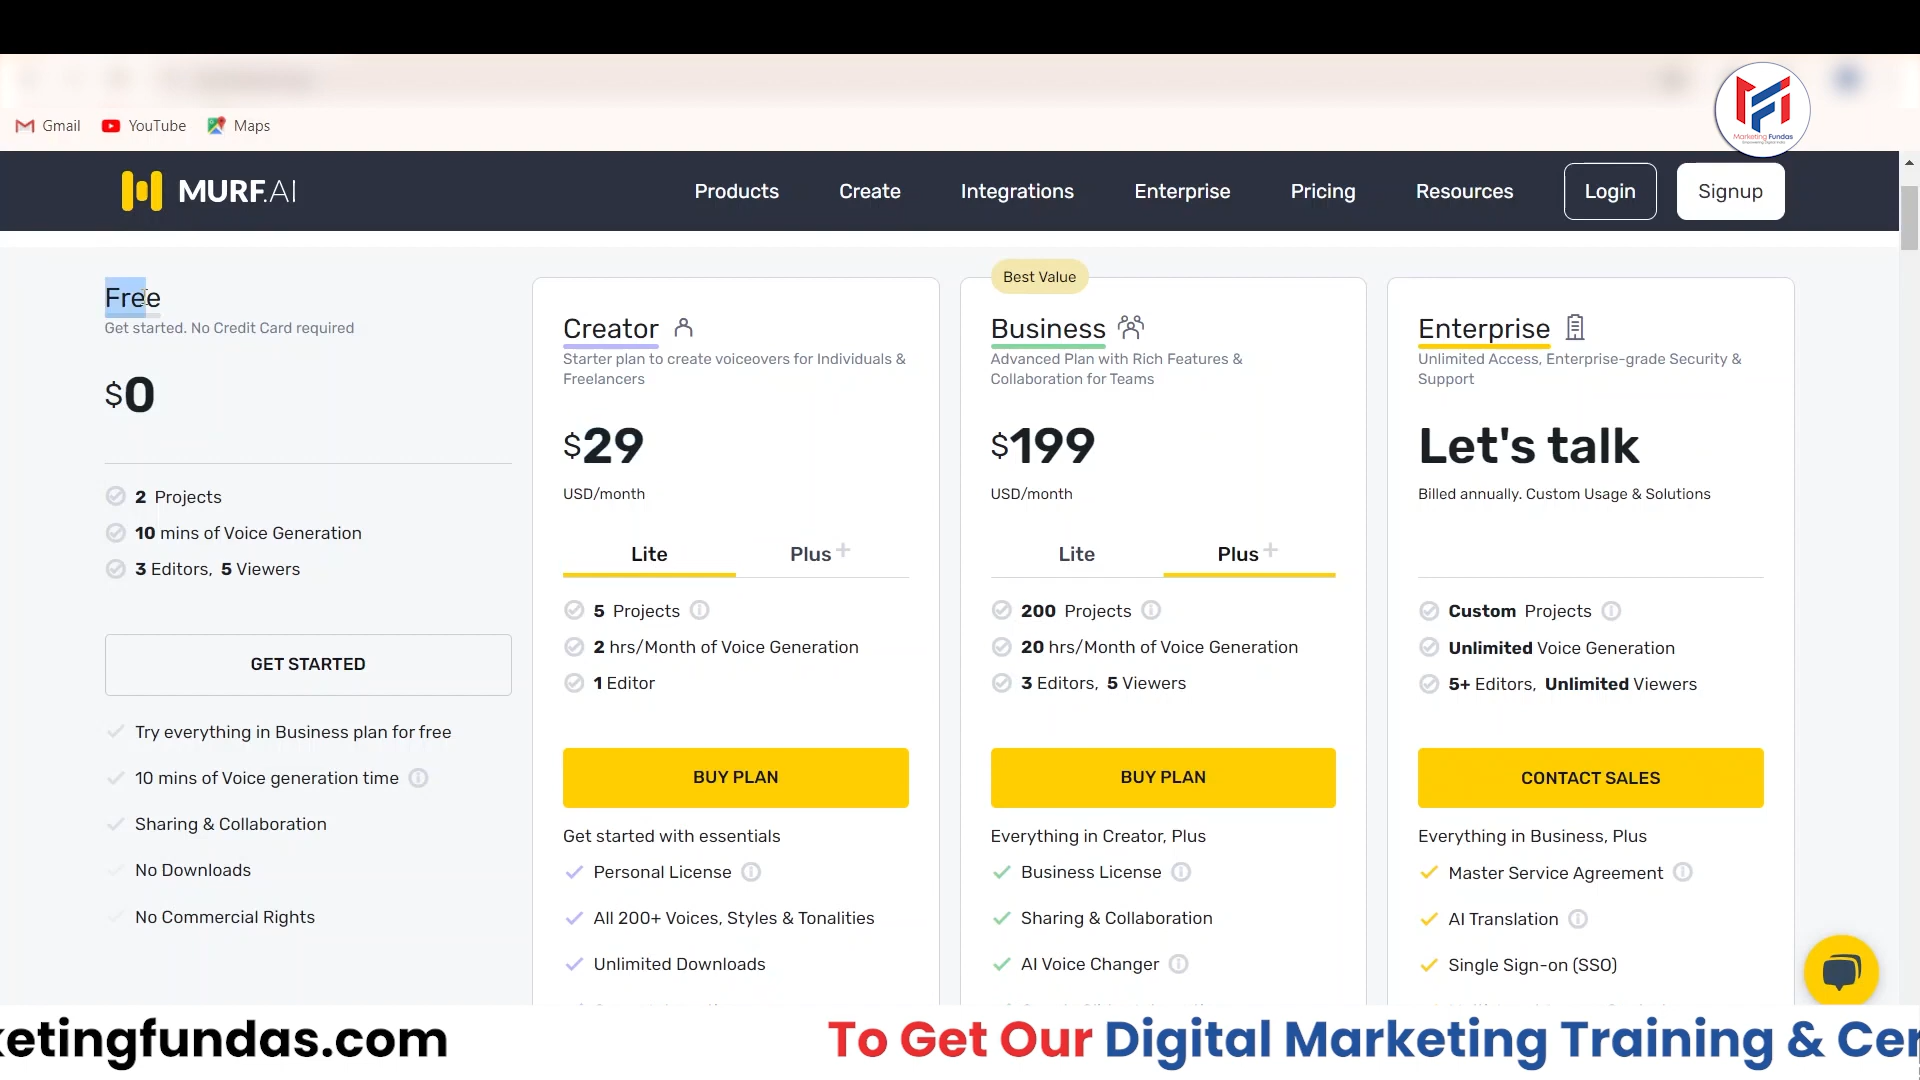 Gmail
YouTube
Maps
Marketing Fundas
MURF.AI
Products
Create
Integrations
Enterprise
Pricing
Resources
Login
Signup
Free
Get started. No Credit Card required
$0
2 Projects
10 mins of Voice Generation
3 Editors, 5 Viewers
GET STARTED
Try everything in Business plan for free
10 mins of Voice generation time
Sharing & Collaboration
No Downloads
No Commercial Rights
Creator
Starter plan to create voiceovers for Individuals &
Freelancers
$29
USD/month
Lite
Plus+
5 Projects
2 hrs/Month of Voice Generation
1 Editor
BUY PLAN
Get started with essentials
Personal License
All 200+ Voices, Styles & Tonalities
Unlimited Downloads
Best Value
Business
Advanced Plan with Rich Features &
Collaboration for Teams
$199
USD/month
Lite
Plus+
200 Projects
20 hrs/Month of Voice Generation
3 Editors, 5 Viewers
BUY PLAN
Everything in Creator, Plus
Business License
Sharing & Collaboration
AI Voice Changer
Enterprise
Unlimited Access, Enterprise-grade Security &
Support
Let's talk
Billed annually. Custom Usage & Solutions
Custom Projects
Unlimited Voice Generation
5+ Editors, Unlimited Viewers
CONTACT SALES
Everything in Business, Plus
Master Service Agreement
AI Translation
Single Sign-on (SSO)
ketingfundas.com
To Get Our Digital Marketing Training & Cer